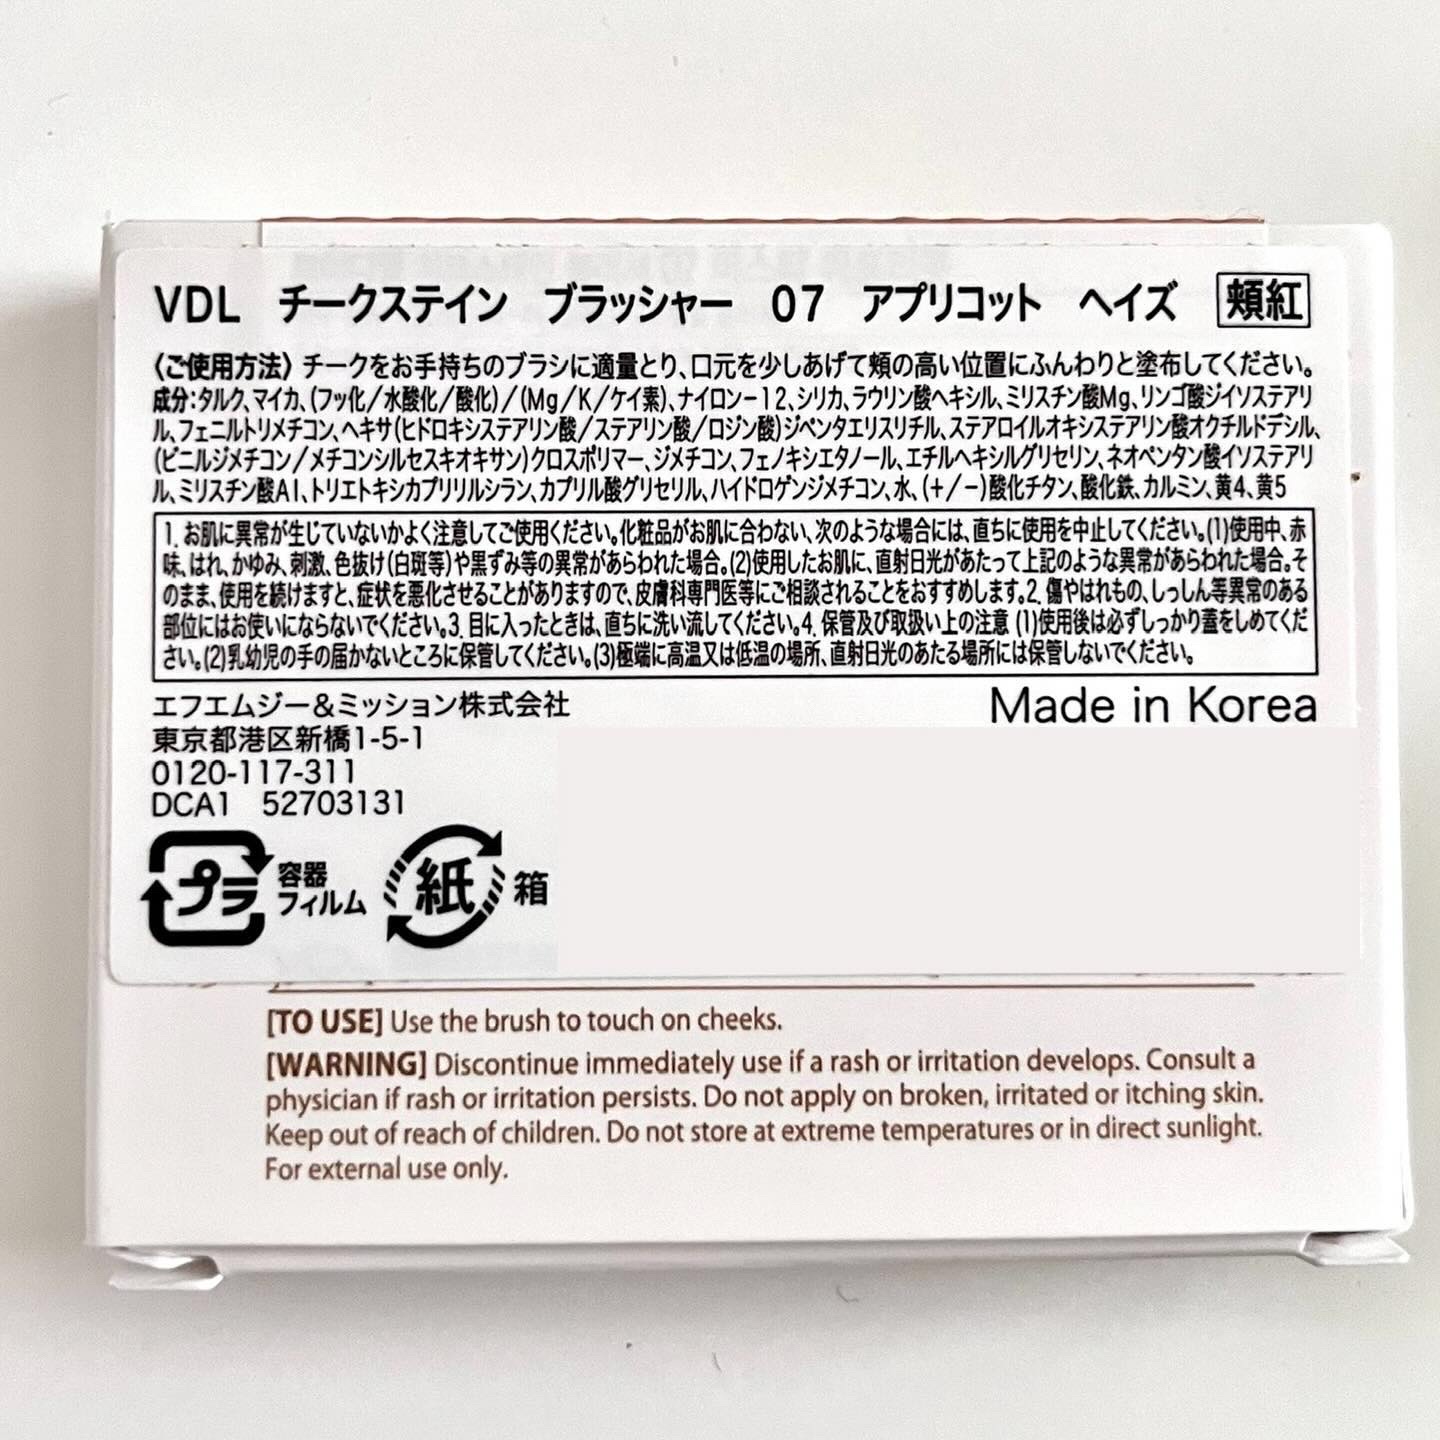 VDL チークステイン ブラッシャー 07 アプリコット ヘイズ 頬紅
〈ご使用方法〉チークをお手持ちのブラシに適量とり、口元を少しあげて頬の高い位置にふんわりと塗布してください。
成分:タルク、マイカ、(フッ化/水酸化/酸化)/(Mg/K/ケイ素)、ナイロン-12、シリカ、ラウリン酸ヘキシル、ミリスチン酸Mg、リンゴ酸ジイソステアリ
ル、フェニルトリメチコン、ヘキサ(ヒドロキシステアリン酸/ステアリン酸/ロジン酸)ジペンタエリスリチル、ステアロイルオキシステアリン酸オクチルドデシル、
(ビニルジメチコン/メチコンシルセスキオキサン)クロスポリマー、ジメチコン、フェノキシエタノール、エチルヘキシルグリセリン、ネオペンタン酸イソステアリ
ル、ミリスチン酸Al、トリエトキシカプリリルシラン、カプリル酸グリセリル、ハイドロゲンジメチコン、水、(+/-)酸化チタン、酸化鉄、カルミン、黄4、黄5
1. お肌に異常が生じていないかよく注意してご使用ください。化粧品がお肌に合わない、次のような場合には、直ちに使用を中止してください。(1)使用中、赤
味、はれ、かゆみ、刺激、色抜け(白斑等)や黒ずみ等の異常があらわれた場合。(2)使用したお肌に、直射日光があたって上記のような異常があらわれた場合。そ
のまま、使用を続けますと、症状を悪化させることがありますので、皮膚科専門医等にご相談されることをおすすめします。2. 傷やはれもの、しっしん等異常のある
部位にはお使いにならないでください。3. 目に入ったときは、直ちに洗い流してください。4. 保管及び取扱い上の注意 (1)使用後は必ずしっかり蓋をしめてくだ
さい。(2)乳幼児の手の届かないところに保管してください。(3)極端に高温又は低温の場所、直射日光のあたる場所には保管しないでください。
エフエムジー&ミッション株式会社 Made in Korea
東京都港区新橋1-5-1
0120-117-311
DCA1 52703131
プラ 容器 フィルム 紙 箱
[TO USE] Use the brush to touch on cheeks.
[WARNING] Discontinue immediately use if a rash or irritation develops. Consult a
physician if rash or irritation persists. Do not apply on broken, irritated or itching skin.
Keep out of reach of children. Do not store at extreme temperatures or in direct sunlight.
For external use only.